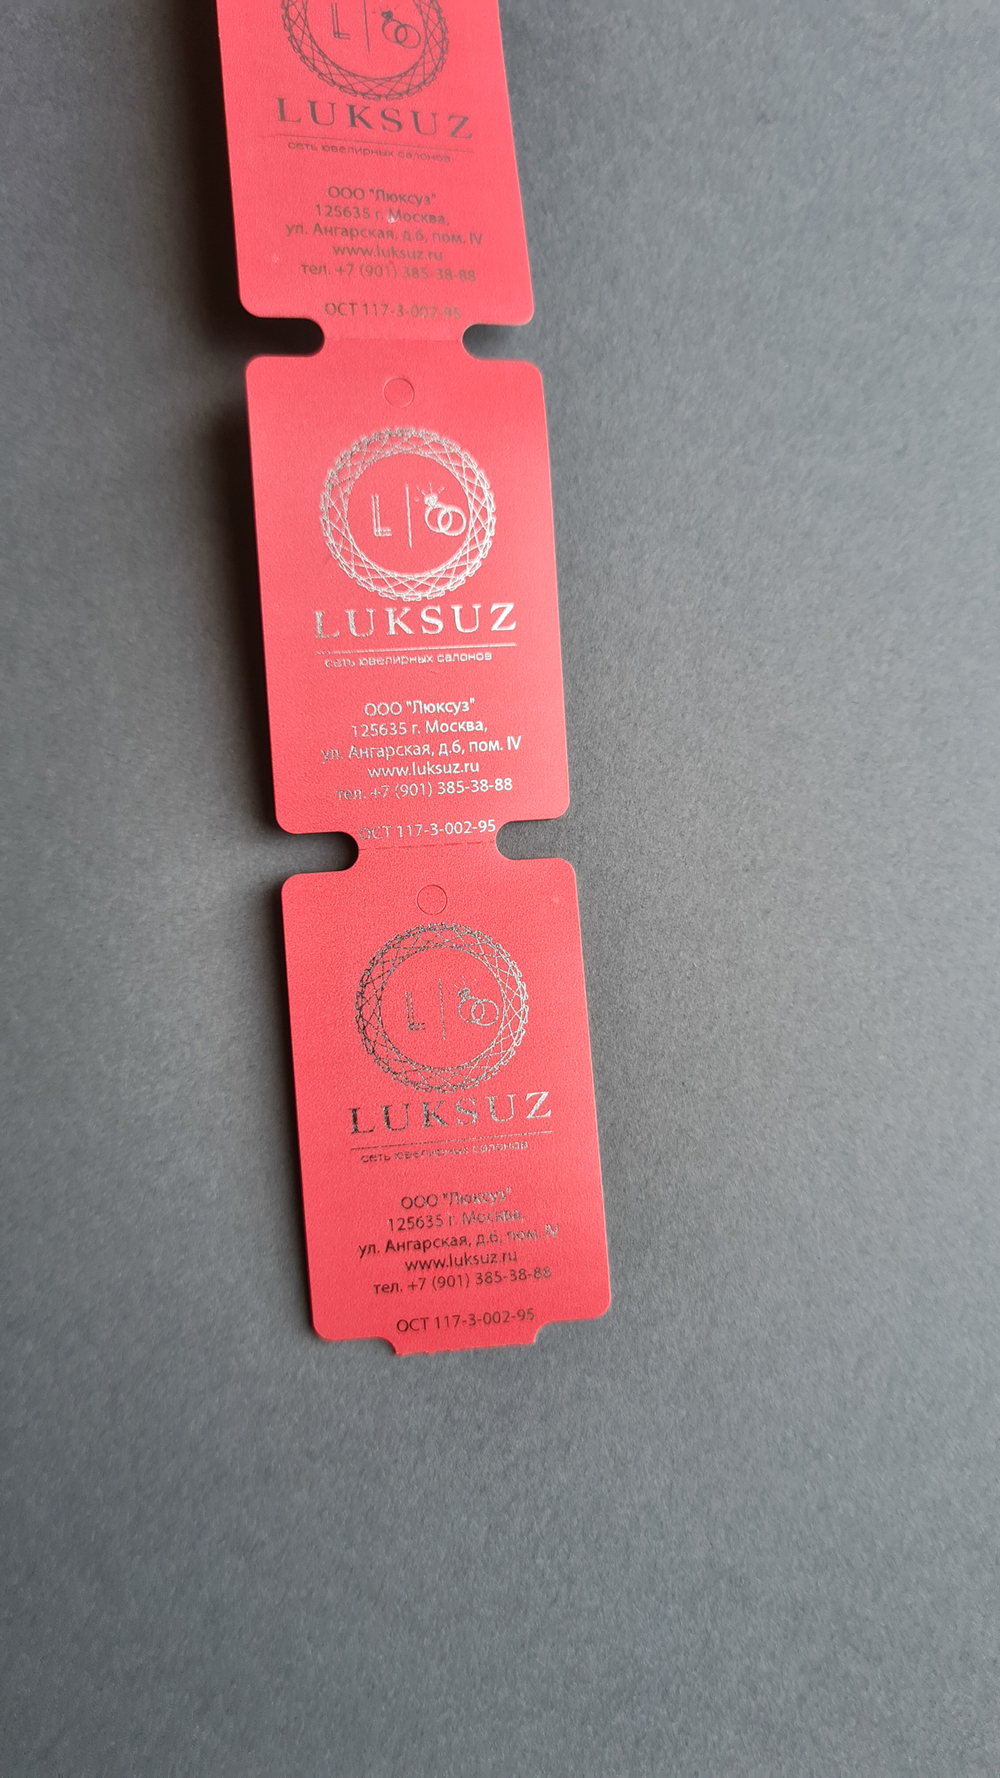 L
LUKSUZ
сеть ювелирных салонов
ООО "Люксуз"
125635 г. Москва,
ул. Ангарская, д.6, пом. IV
www.luksuz.ru
тел. +7 (901) 385-38-88
ОСТ 117-3-002-95
L
LUKSUZ
сеть ювелирных салонов
ООО "Люксуз"
125635 г. Москва,
ул. Ангарская, д.6, пом. IV
www.luksuz.ru
тел. +7 (901) 385-38-88
ОСТ 117-3-002-95
L
LUKSUZ
сеть ювелирных салонов
ООО "Люксуз"
125635 г. Москва,
ул. Ангарская, д.6, пом. IV
www.luksuz.ru
тел. +7 (901) 385-38-88
ОСТ 117-3-002-95